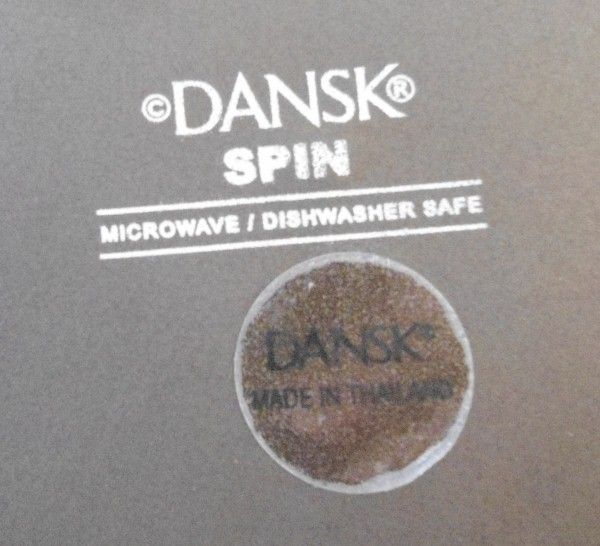 ©DANSK®
SPIN
MICROWAVE / DISHWASHER SAFE
DANSK®
MADE IN THAILAND